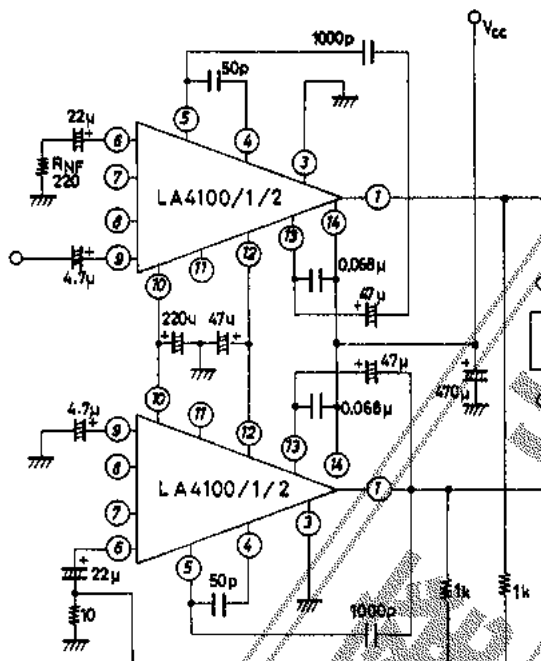 1000p
VCC
50p
22µ
+
6
5
4
3
RNF
220
7
LA4100/1/2
1
8
13
14
9
+
4.7µ
10
11
12
0.068µ
+
47µ
220u
47u
+
+
+
47µ
+
470µ
4.7µ
+
10
11
9
12
13
0.068µ
8
14
LA4100/1/2
1
7
3
6
4
5
+
22µ
50p
10
1000p
1k
1k